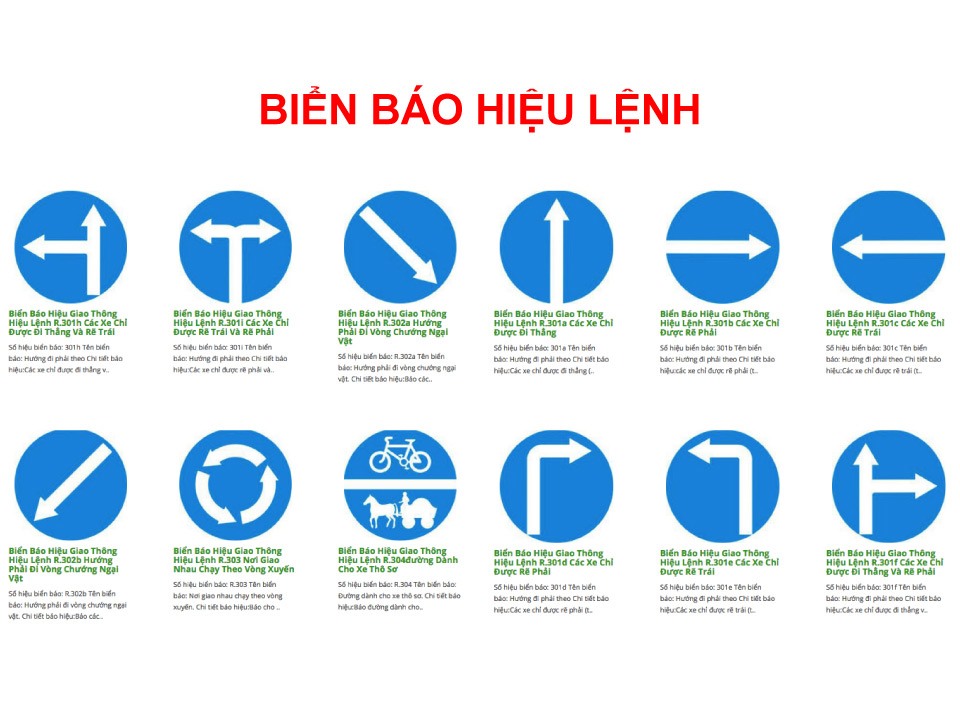 BIỂN BÁO HIỆU LỆNH
Biển Báo Hiệu Giao Thông
Hiệu Lệnh R.301h Các Xe Chỉ
Được Đi Thẳng Và Rẽ Trái
Số hiệu biển báo: 301h Tên biển
báo: Hướng đi phải theo Chi tiết báo
hiệu:Các xe chỉ được đi thẳng v..
Biển Báo Hiệu Giao Thông
Hiệu Lệnh R.301i Các Xe Chỉ
Được Rẽ Trái Và Rẽ Phải
Số hiệu biển báo: 301i Tên biển
báo: Hướng đi phải theo Chi tiết báo
hiệu:Các xe chỉ được rẽ phải và..
Biển Báo Hiệu Giao Thông
Hiệu Lệnh R.302a Hướng
Phải Đi Vòng Chướng Ngại
Vật
Số hiệu biển báo: R.302a Tên biển
báo: Hướng phải đi vòng chướng ngại
vật. Chi tiết báo hiệu:Báo các..
Biển Báo Hiệu Giao Thông
Hiệu Lệnh R.301a Các Xe Chỉ
Được Đi Thẳng
Số hiệu biển báo: 301a Tên biển
báo: Hướng đi phải theo Chi tiết báo
hiệu:Các xe chỉ được đi thẳng (..
Biển Báo Hiệu Giao Thông
Hiệu Lệnh R.301b Các Xe Chỉ
Được Rẽ Phải
Số hiệu biển báo: 301b Tên biển
báo: Hướng đi phải theo Chi tiết báo
hiệu:các xe chỉ được rẽ phải (t..
Biển Báo Hiệu Giao Thông
Hiệu Lệnh R.301c Các Xe Chỉ
Được Rẽ Trái
Số hiệu biển báo: 301c Tên biển
báo: Hướng đi phải theo Chi tiết báo
hiệu:Các xe chỉ được rẽ trái (t..
Biển Báo Hiệu Giao Thông
Hiệu Lệnh R.302b Hướng
Phải Đi Vòng Chướng Ngại
Vật
Số hiệu biển báo: R.302b Tên biển
báo: Hướng phải đi vòng chướng ngại
vật. Chi tiết báo hiệu:Báo các..
Biển Báo Hiệu Giao Thông
Hiệu Lệnh R.303 Nơi Giao
Nhau Chạy Theo Vòng Xuyến
Số hiệu biển báo: R.303 Tên biển
báo: Nơi giao nhau chạy theo vòng
xuyến. Chi tiết báo hiệu:Báo cho ..
Biển Báo Hiệu Giao Thông
Hiệu Lệnh R.304đường Dành
Cho Xe Thô Sơ
Số hiệu biển báo: R.304 Tên biển báo:
Đường dành cho xe thô sơ. Chi tiết báo
hiệu:Báo đường dành cho..
Biển Báo Hiệu Giao Thông
Hiệu Lệnh R.301d Các Xe Chỉ
Được Rẽ Phải
Số hiệu biển báo: 301d Tên biển
báo: Hướng đi phải theo Chi tiết báo
hiệu:Các xe chỉ được rẽ phải (t..
Biển Báo Hiệu Giao Thông
Hiệu Lệnh R.301e Các Xe Chỉ
Được Rẽ Trái
Số hiệu biển báo: 301e Tên biển
báo: Hướng đi phải theo Chi tiết báo
hiệu:Các xe chỉ được rẽ trái (t..
Biển Báo Hiệu Giao Thông
Hiệu Lệnh R.301f Các Xe Chỉ
Được Đi Thẳng Và Rẽ Phải
Số hiệu biển báo: 301f Tên biển
báo: Hướng đi phải theo Chi tiết báo
hiệu:Các xe chỉ được đi thẳng v..